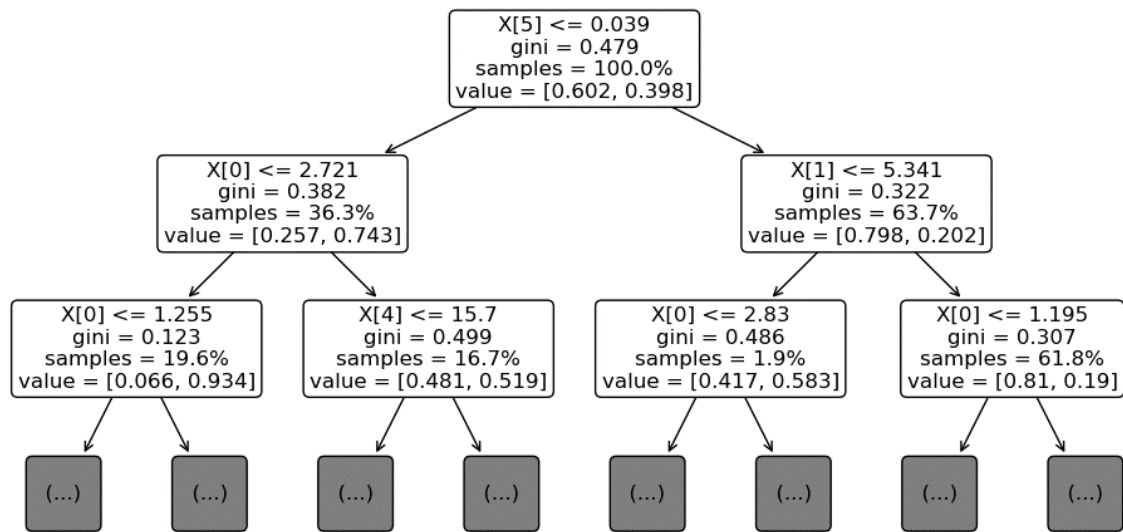 X[5] <= 0.039
gini = 0.479
samples = 100.0%
value = [0.602, 0.398]
X[0] <= 2.721
gini = 0.382
samples = 36.3%
value = [0.257, 0.743]
X[1] <= 5.341
gini = 0.322
samples = 63.7%
value = [0.798, 0.202]
X[0] <= 1.255
gini = 0.123
samples = 19.6%
value = [0.066, 0.934]
X[4] <= 15.7
gini = 0.499
samples = 16.7%
value = [0.481, 0.519]
X[0] <= 2.83
gini = 0.486
samples = 1.9%
value = [0.417, 0.583]
X[0] <= 1.195
gini = 0.307
samples = 61.8%
value = [0.81, 0.19]
(...)
(...)
(...)
(...)
(...)
(...)
(...)
(...)